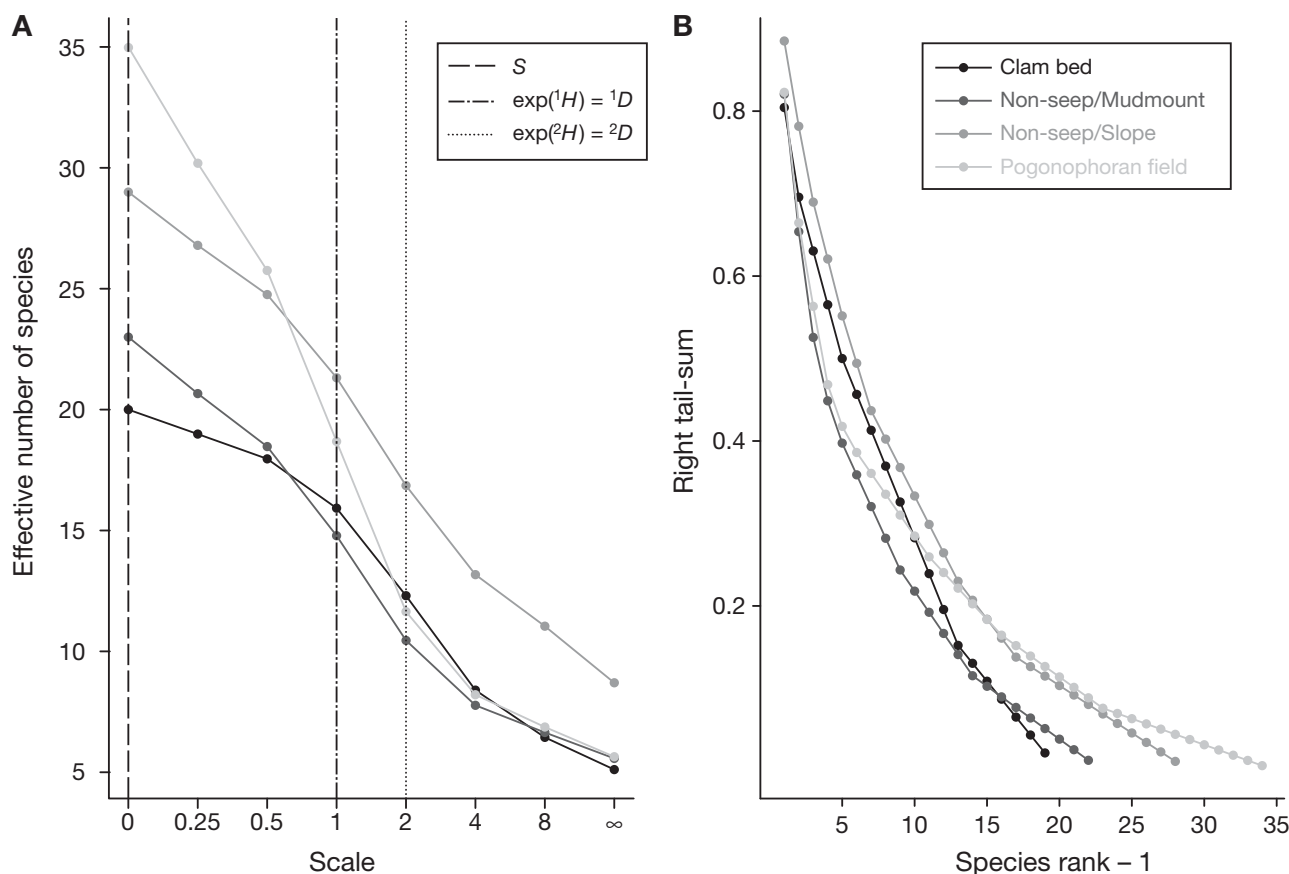 A
Effective number of species
35
30
25
20
15
10
5
0 0.25 0.5 1 2 4 8 ∞
Scale
S
exp(¹H) = ¹D
exp(²H) = ²D
B
Right tail-sum
0.8
0.6
0.4
0.2
5 10 15 20 25 30 35
Species rank – 1
Clam bed
Non-seep/Mudmount
Non-seep/Slope
Pogonophoran field